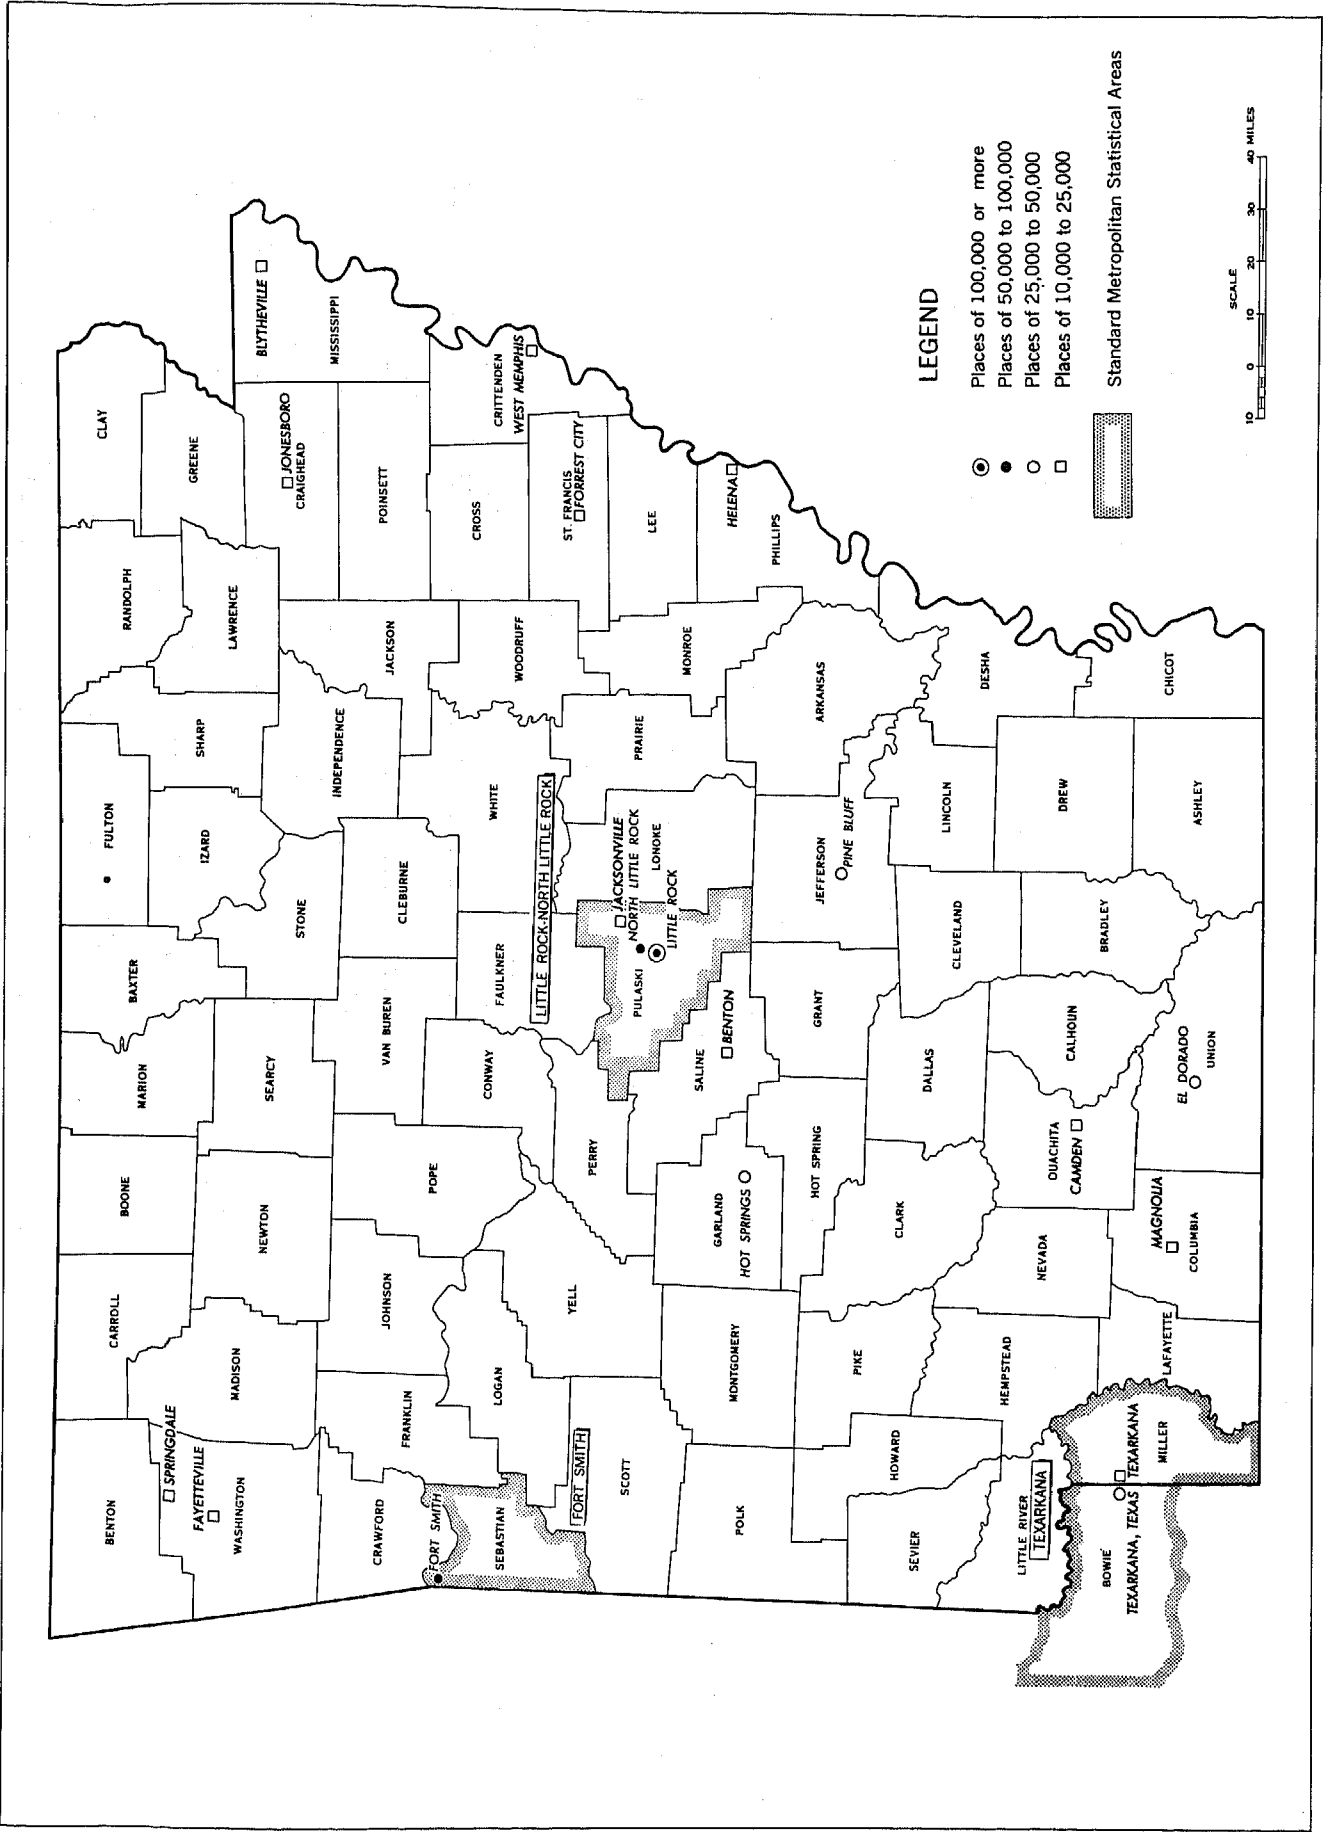 BENTON
CARROLL
BOONE
MARION
BAXTER
FULTON
RANDOLPH
CLAY
SPRINGDALE
FAYETTEVILLE
WASHINGTON
MADISON
NEWTON
SEARCY
STONE
IZARD
SHARP
LAWRENCE
GREENE
JONESBORO
CRAIGHEAD
BLYTHEVILLE
MISSISSIPPI
CRAWFORD
FRANKLIN
JOHNSON
POPE
VAN BUREN
CLEBURNE
INDEPENDENCE
JACKSON
POINSETT
FORT SMITH
SEBASTIAN
LOGAN
CONWAY
FAULKNER
WHITE
WOODRUFF
CROSS
CRITTENDEN
WEST MEMPHIS
FORT SMITH
SCOTT
YELL
PERRY
LITTLE ROCK-NORTH LITTLE ROCK
PULASKI
JACKSONVILLE
NORTH LITTLE ROCK
LONOKE
LITTLE ROCK
PRAIRIE
MONROE
ST. FRANCIS
FORREST CITY
LEE
HELENA
PHILLIPS
POLK
MONTGOMERY
GARLAND
HOT SPRINGS
SALINE
BENTON
HOT SPRING
GRANT
JEFFERSON
PINE BLUFF
ARKANSAS
SEVIER
HOWARD
PIKE
CLARK
DALLAS
CLEVELAND
LINCOLN
DESHA
LITTLE RIVER
TEXARKANA
HEMPSTEAD
NEVADA
OUACHITA
CAMDEN
CALHOUN
BRADLEY
DREW
CHICOT
BOWIE
TEXARKANA, TEXAS
TEXARKANA
MILLER
LAFAYETTE
MAGNOLIA
COLUMBIA
EL DORADO
UNION
ASHLEY
LEGEND
Places of 100,000 or more
Places of 50,000 to 100,000
Places of 25,000 to 50,000
Places of 10,000 to 25,000
Standard Metropolitan Statistical Areas
SCALE
10 0 10 20 30 40 MILES